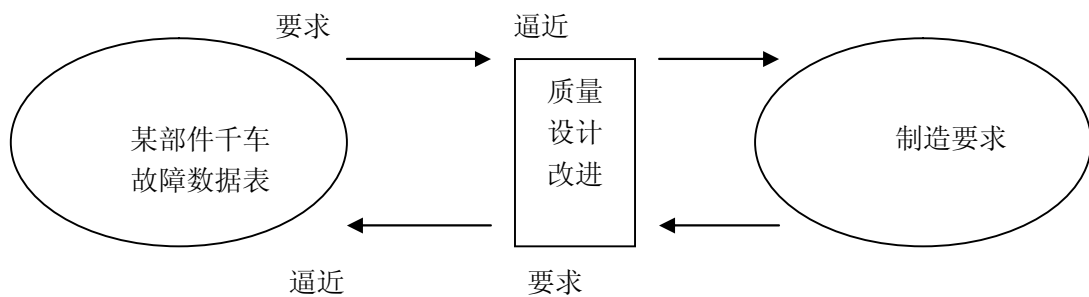 要求
逼近
某部件千车
故障数据表
质量
设计
改进
制造要求
逼近
要求